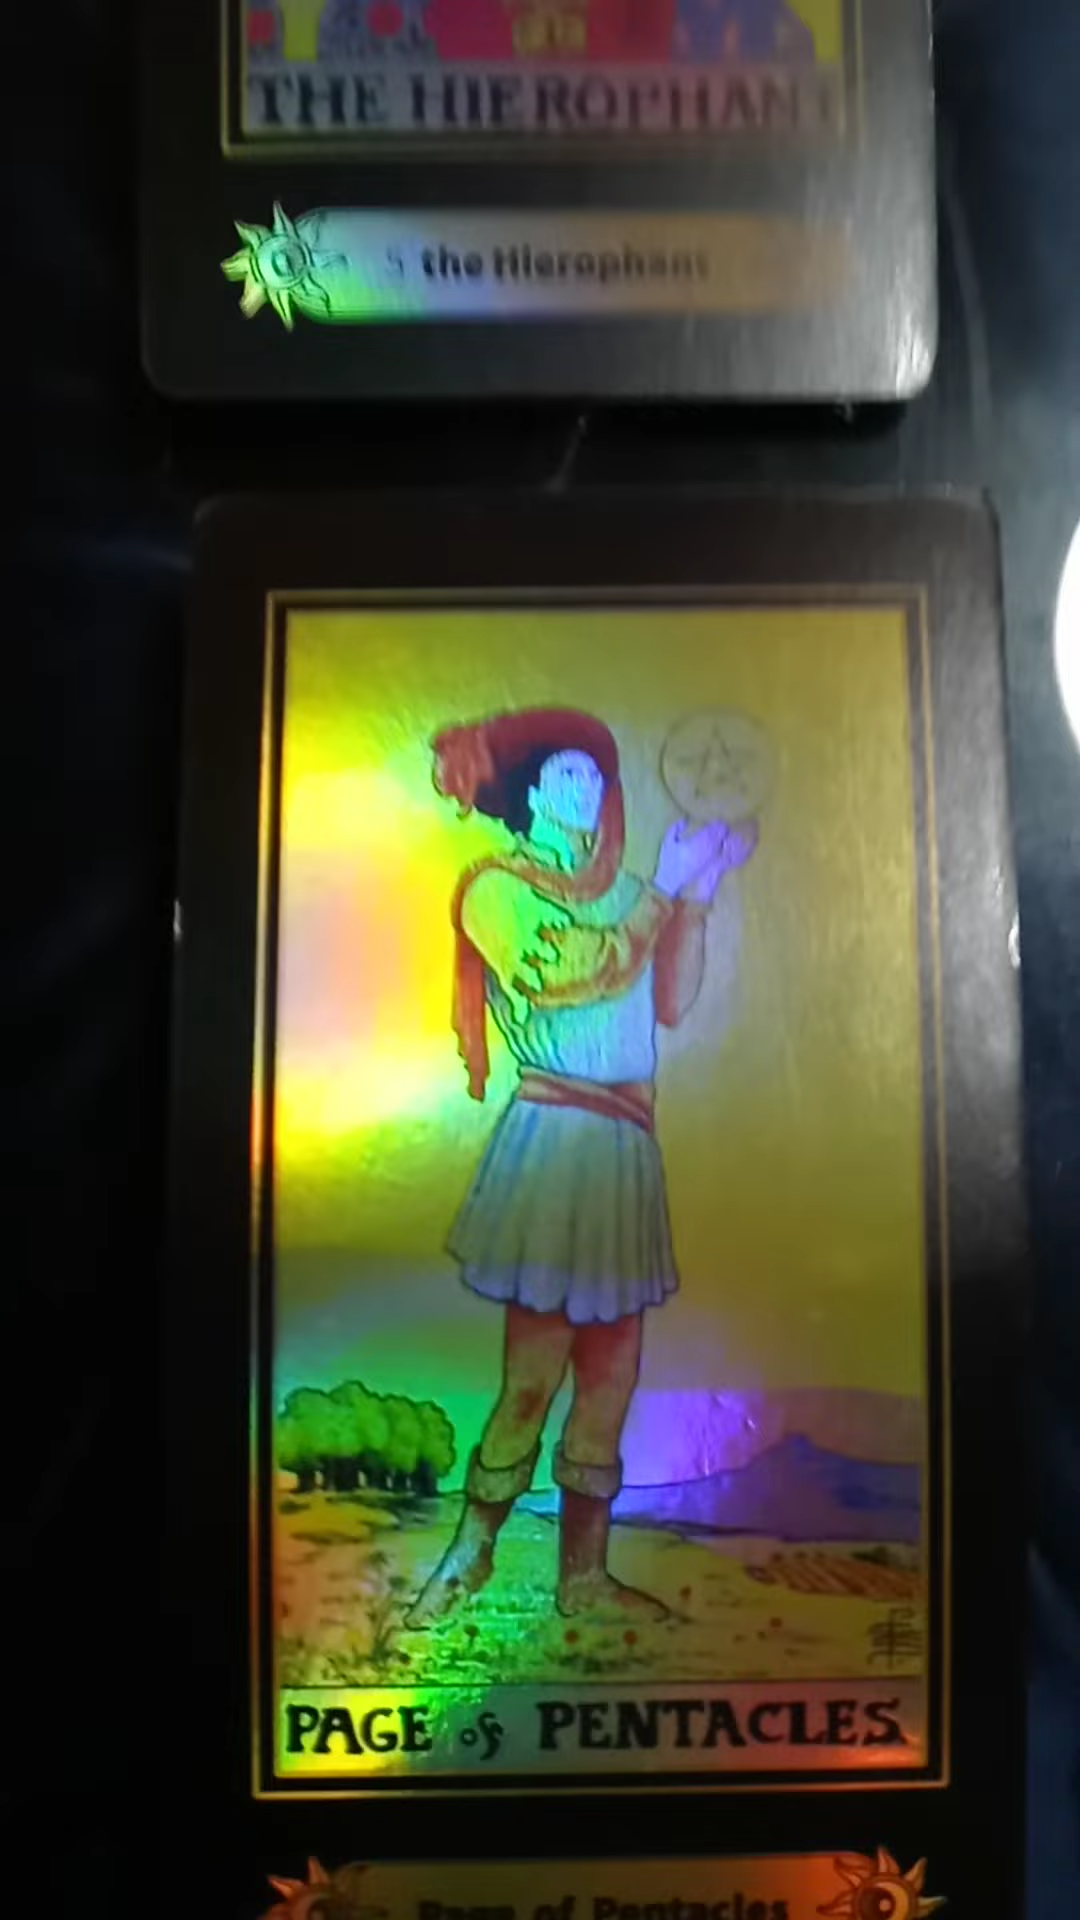 THE HIEROPHANT
5 the Hierophant
PAGE of PENTACLES
Page of Pentacles